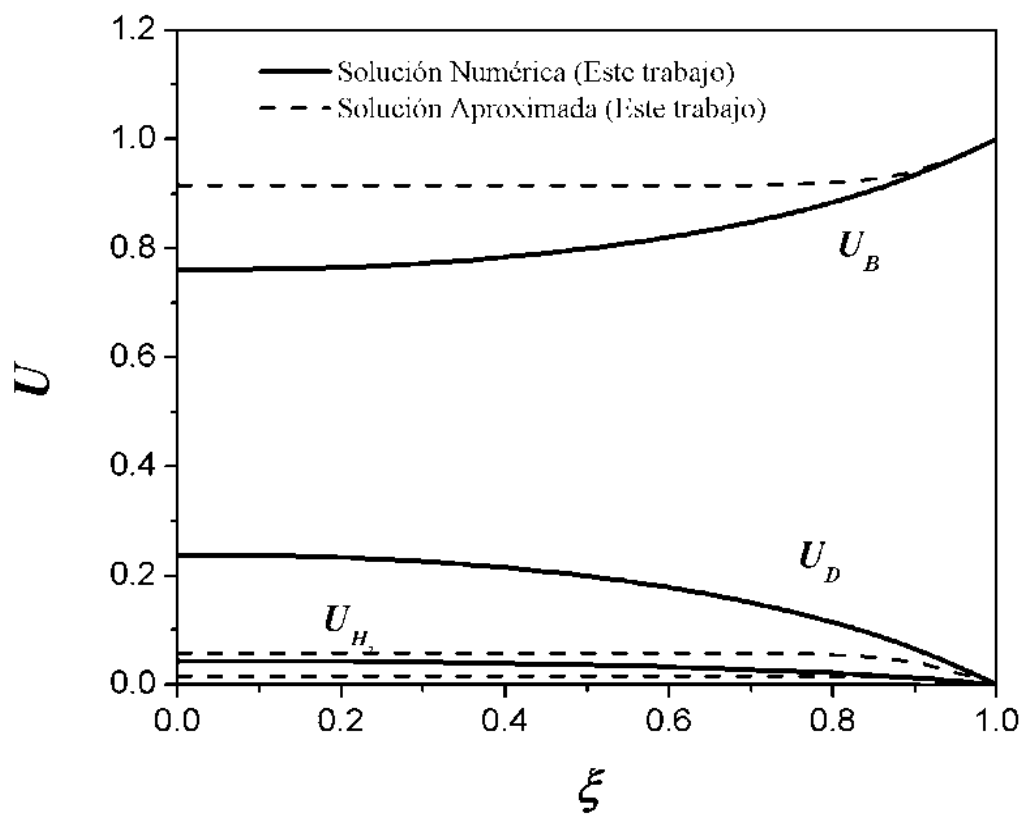 1.2
Solución Numérica (Este trabajo)
Solución Aproximada (Este trabajo)
1.0
0.8
U_B
0.6
U
0.4
U_D
0.2
U_H₂
0.0
0.0 0.2 0.4 0.6 0.8 1.0
ξ